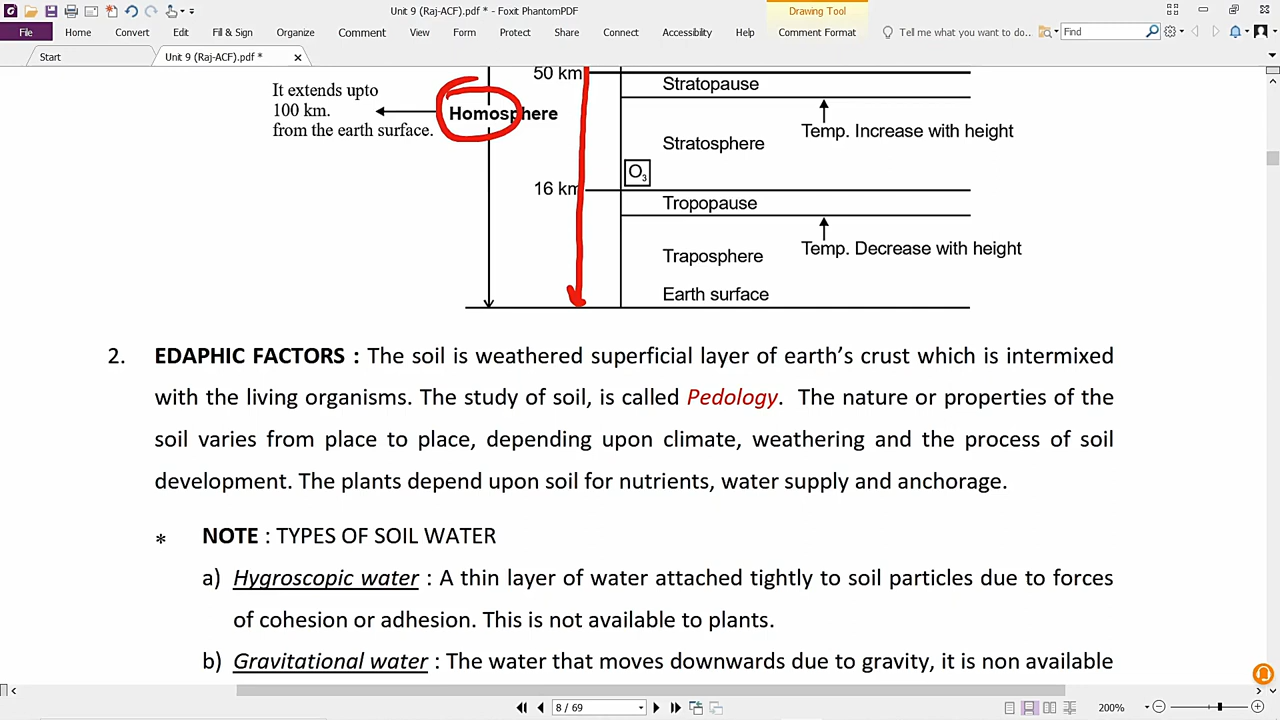 Unit 9 (Raj-ACF).pdf * - Foxit PhantomPDF
Drawing Tool
File Home Convert Edit Fill & Sign Organize Comment View Form Protect Share Connect Accessibility Help Comment Format Tell me what you want to do... Find
Start Unit 9 (Raj-ACF).pdf *
50 km
Stratopause
It extends upto
100 km.
from the earth surface.
Homosphere
Temp. Increase with height
Stratosphere
O3
16 km
Tropopause
Temp. Decrease with height
Traposphere
Earth surface
2. EDAPHIC FACTORS : The soil is weathered superficial layer of earth’s crust which is intermixed
with the living organisms. The study of soil, is called Pedology. The nature or properties of the
soil varies from place to place, depending upon climate, weathering and the process of soil
development. The plants depend upon soil for nutrients, water supply and anchorage.
* NOTE : TYPES OF SOIL WATER
a) Hygroscopic water : A thin layer of water attached tightly to soil particles due to forces
of cohesion or adhesion. This is not available to plants.
b) Gravitational water : The water that moves downwards due to gravity, it is non available
8 / 69
200%